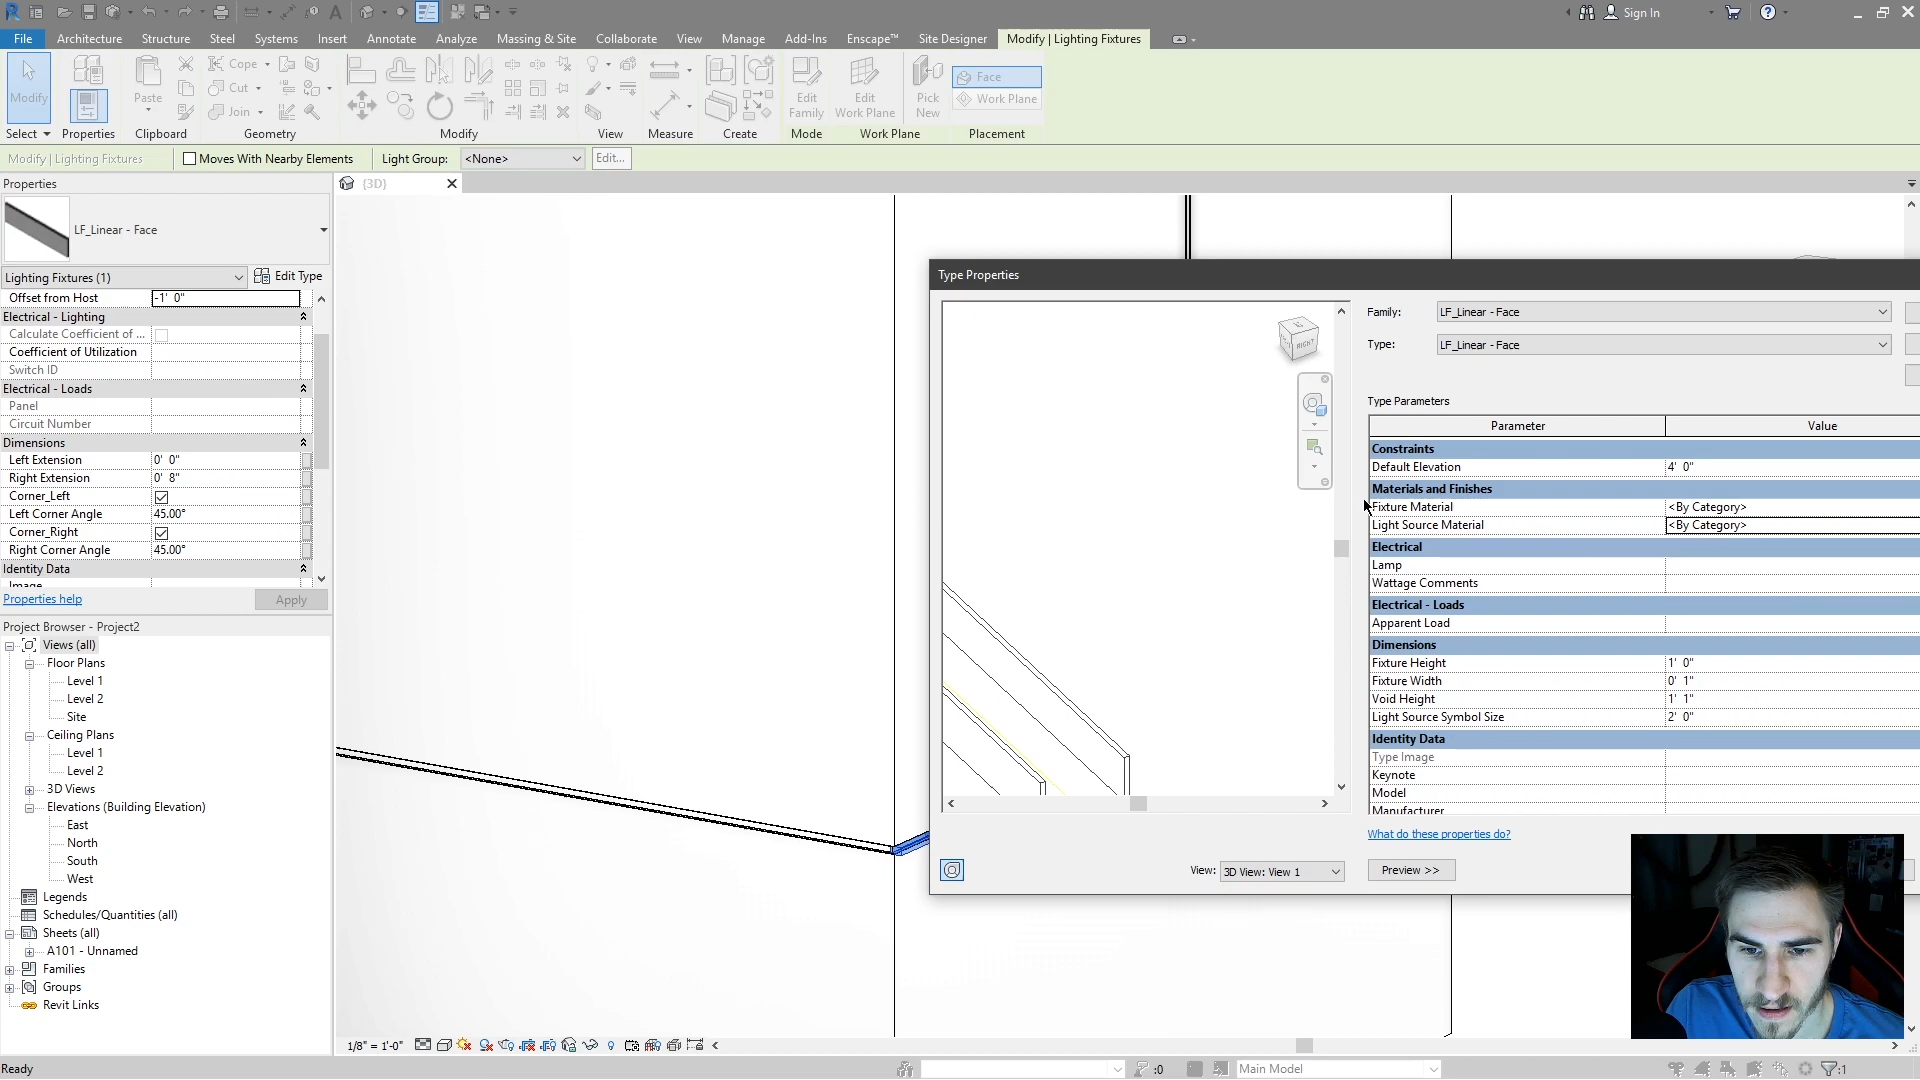 Sign In
File Architecture Structure Steel Systems Insert Annotate Analyze Massing & Site Collaborate View Manage Add-Ins Enscape™ Site Designer Modify | Lighting Fixtures
Modify
Paste
Cope
Cut
Join
Edit Family
Edit Work Plane
Pick New
Face
Work Plane
Select Properties Clipboard Geometry Modify View Measure Create Mode Work Plane Placement
Modify | Lighting Fixtures Moves With Nearby Elements Light Group: <None> Edit...
Properties
{3D}
LF_Linear - Face
Lighting Fixtures (1) Edit Type
Offset from Host -1' 0"
Electrical - Lighting
Calculate Coefficient of ...
Coefficient of Utilization
Switch ID
Electrical - Loads
Panel
Circuit Number
Dimensions
Left Extension 0' 0"
Right Extension 0' 8"
Corner_Left
Left Corner Angle 45.00°
Corner_Right
Right Corner Angle 45.00°
Identity Data
Image
Properties help Apply
Project Browser - Project2
Views (all)
Floor Plans
Level 1
Level 2
Site
Ceiling Plans
Level 1
Level 2
3D Views
Elevations (Building Elevation)
East
North
South
West
Legends
Schedules/Quantities (all)
Sheets (all)
A101 - Unnamed
Families
Groups
Revit Links
Type Properties
RIGHT
Family: LF_Linear - Face
Type: LF_Linear - Face
Type Parameters
Parameter Value
Constraints
Default Elevation 4' 0"
Materials and Finishes
Fixture Material <By Category>
Light Source Material <By Category>
Electrical
Lamp
Wattage Comments
Electrical - Loads
Apparent Load
Dimensions
Fixture Height 1' 0"
Fixture Width 0' 1"
Void Height 1' 1"
Light Source Symbol Size 2' 0"
Identity Data
Type Image
Keynote
Model
Manufacturer
What do these properties do?
View: 3D View: View 1 Preview >>
1/8" = 1'-0"
Ready :0 Main Model :1